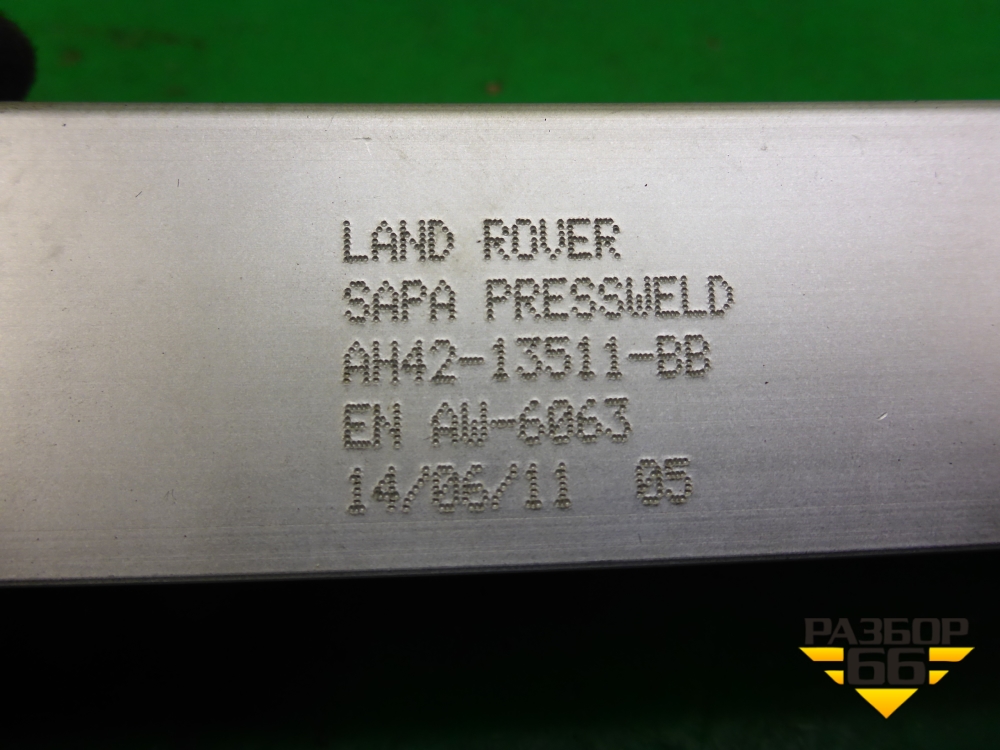 LAND ROVER
SAPA PRESSWELD
AH42-13511-BB
EN AW-6063
14/06/11 05
РАЗБОР
66